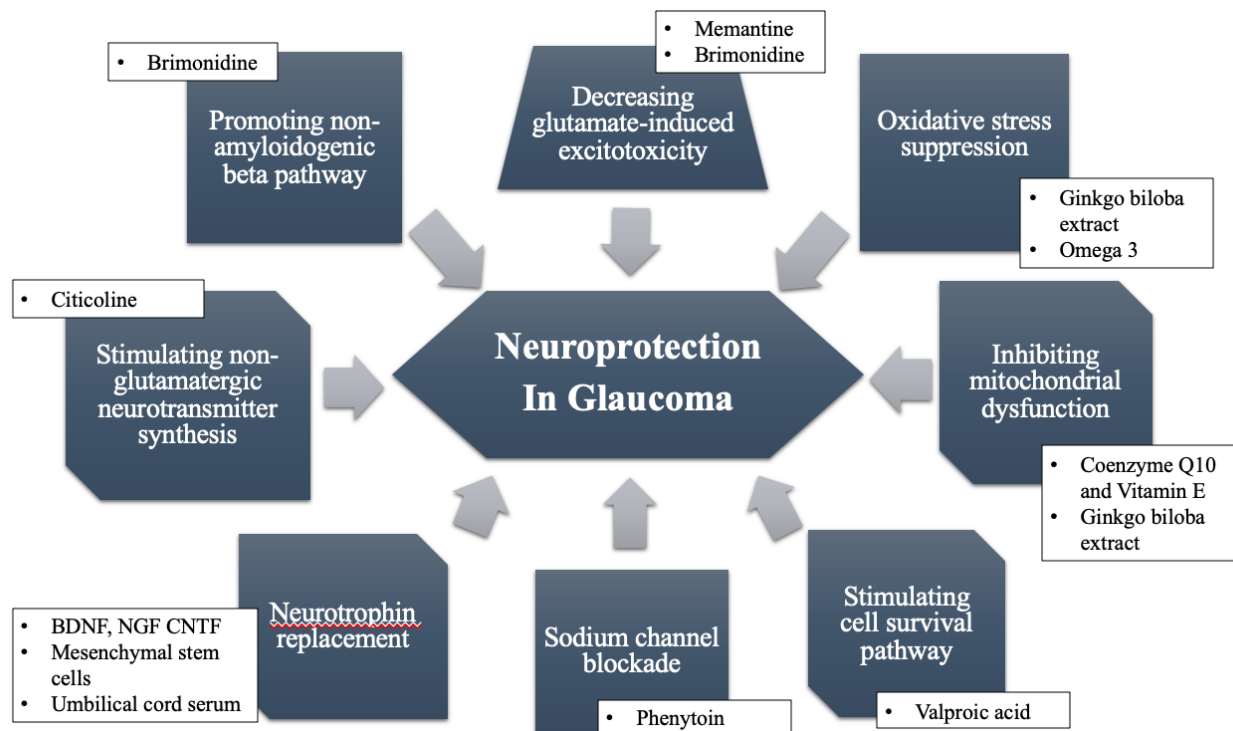 • Brimonidine
Promoting non-
amyloidogenic
beta pathway
• Memantine
• Brimonidine
Decreasing
glutamate-induced
excitotoxicity
Oxidative stress
suppression
• Ginkgo biloba
extract
• Omega 3
• Citicoline
Stimulating non-
glutamatergic
neurotransmitter
synthesis
Neuroprotection
In Glaucoma
Inhibiting
mitochondrial
dysfunction
• Coenzyme Q10
and Vitamin E
• Ginkgo biloba
extract
Neurotrophin
replacement
• BDNF, NGF CNTF
• Mesenchymal stem
cells
• Umbilical cord serum
Sodium channel
blockade
• Phenytoin
Stimulating
cell survival
pathway
• Valproic acid